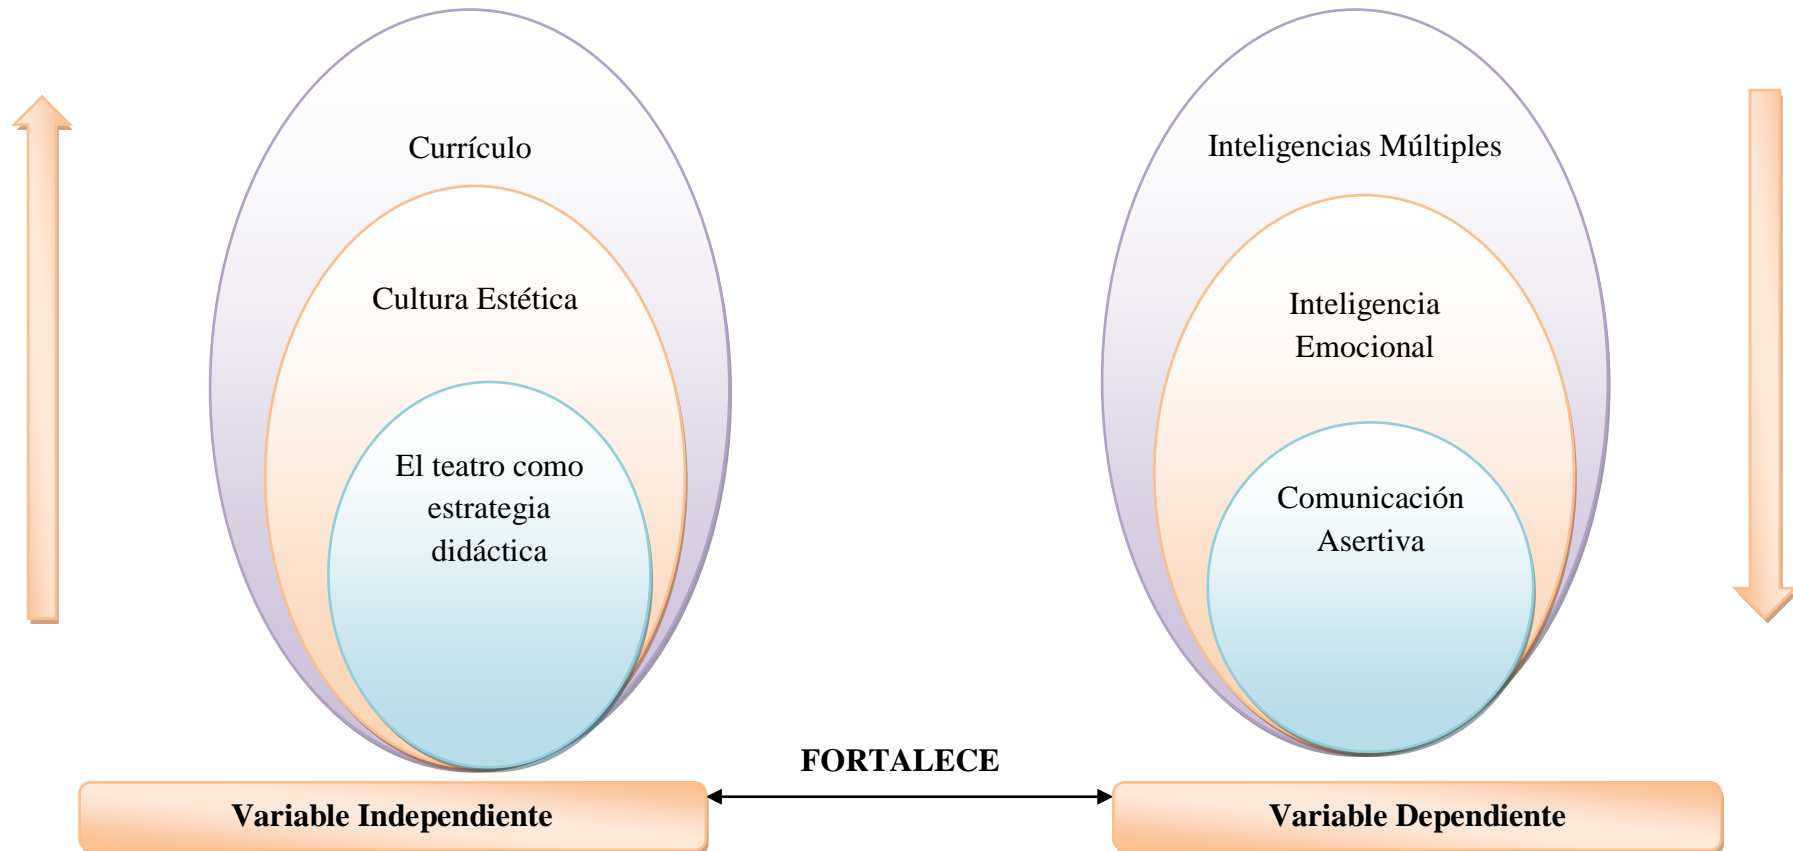 Currículo
Cultura Estética
El teatro como
estrategia
didáctica
Inteligencias Múltiples
Inteligencia
Emocional
Comunicación
Asertiva
FORTALECE
Variable Independiente
Variable Dependiente